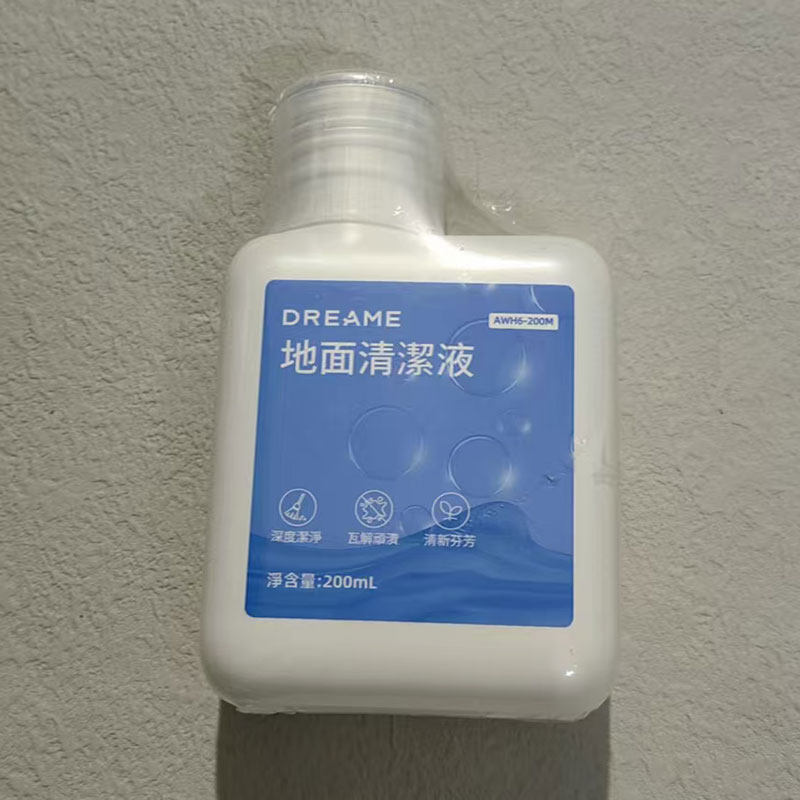 DREAME
AWH6-200M
地面清潔液
深度潔淨
瓦解頑漬
清新芬芳
淨含量:200mL